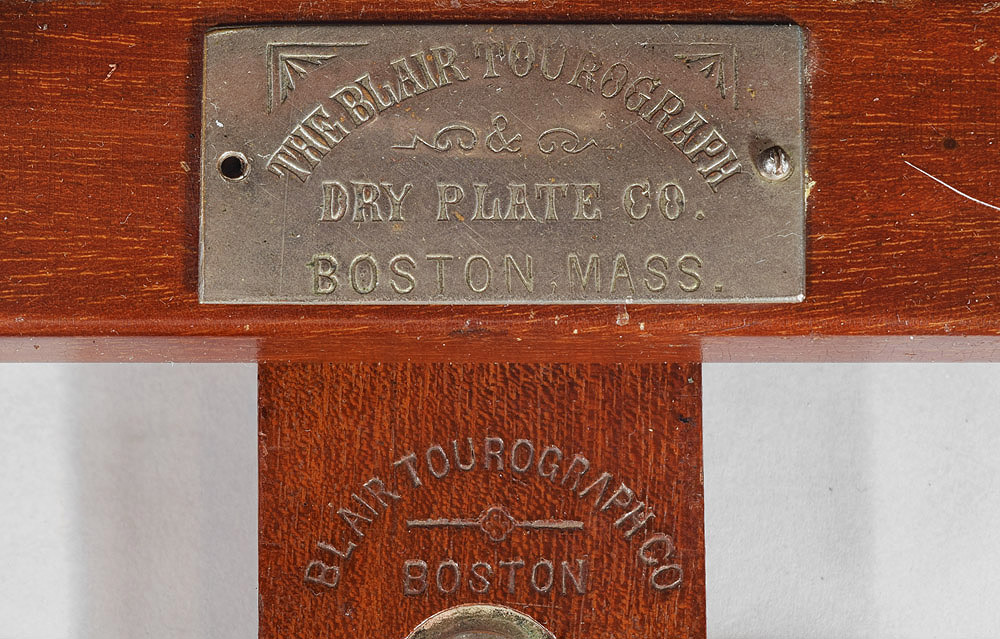 THE BLAIR TOUROGRAPH
&
DRY PLATE CO.
BOSTON, MASS.
BLAIR TOUROGRAPH CO
BOSTON